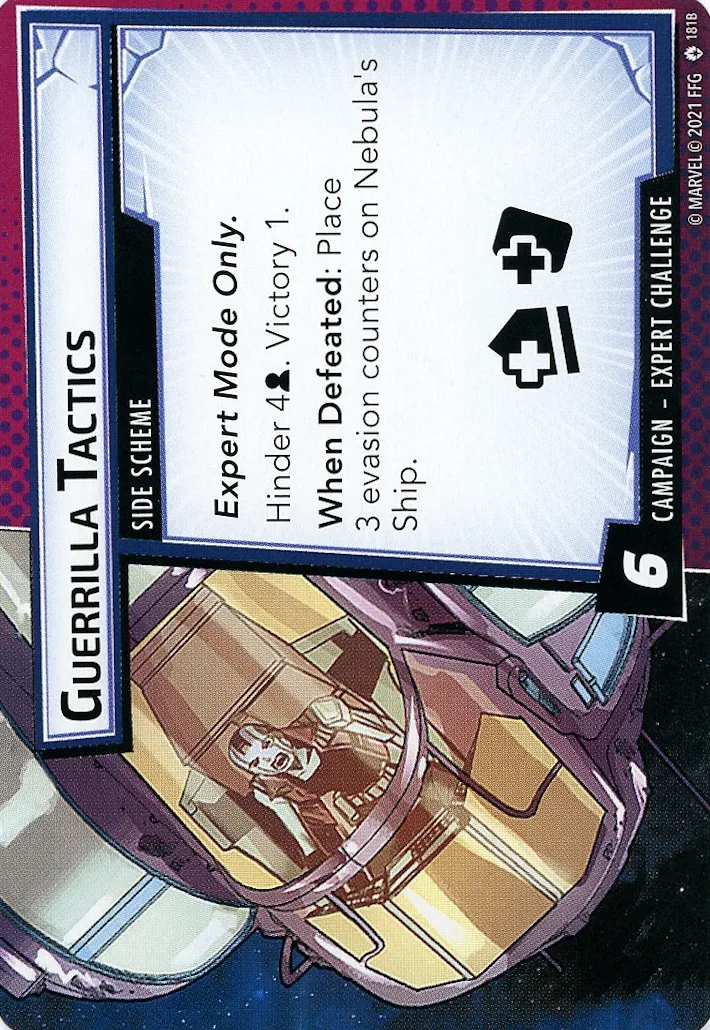 GUERRILLA TACTICS
SIDE SCHEME
Expert Mode Only.
Hinder 4. Victory 1.
When Defeated: Place
3 evasion counters on Nebula's
Ship.
6
CAMPAIGN – EXPERT CHALLENGE
© MARVEL © 2021 FFG 181B